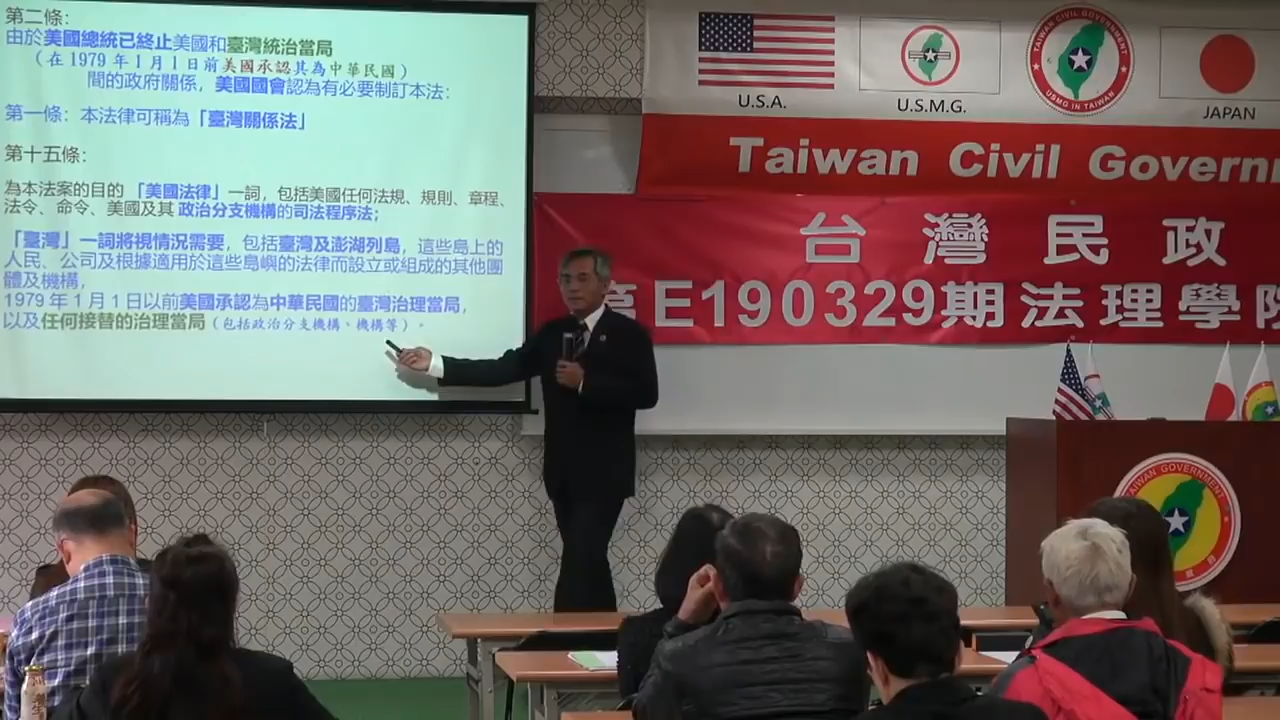 第二條：
由於美國總統已終止美國和臺灣統治當局
（在 1979 年 1 月 1 日前美國承認其為中華民國）
間的政府關係，美國國會認為有必要制訂本法：
第一條：本法律可稱為「臺灣關係法」
第十五條：
為本法案的目的 「美國法律」一詞，包括美國任何法規、規則、章程、
法令、命令、美國及其 政治分支機構的司法程序法；
「臺灣」一詞將視情況需要，包括臺灣及澎湖列島，這些島上的
人民、公司及根據適用於這些島嶼的法律而設立或組成的其他團
體及機構，
1979 年 1 月 1 日以前美國承認為中華民國的臺灣治理當局，
以及任何接替的治理當局（包括政治分支機構、機構等）。
U.S.A.
U.S.M.G.
TAIWAN CIVIL GOVERNMENT
USMG IN TAIWAN
JAPAN
Taiwan Civil Governm
台灣民政
第E190329期法理學院
TAIWAN GOVERNMENT